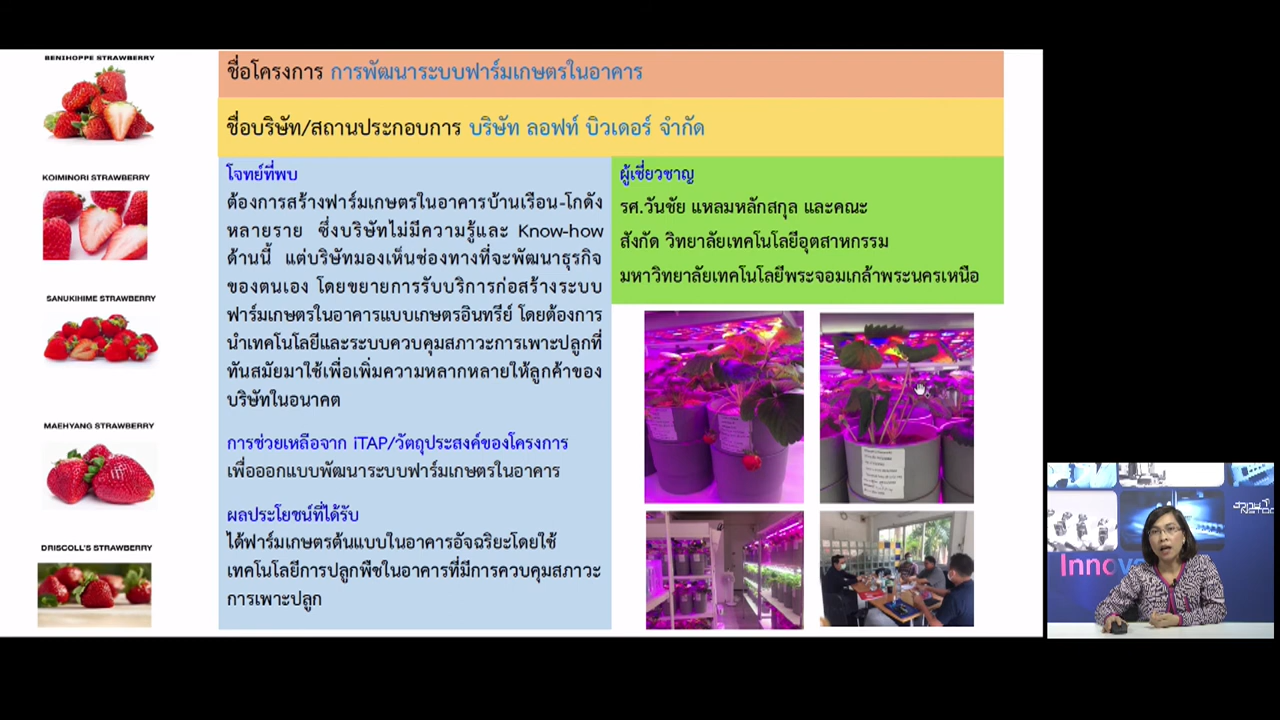 BENIHOPPE STRAWBERRY
KOIMINORI STRAWBERRY
SANUKIHIME STRAWBERRY
MAEHYANG STRAWBERRY
DRISCOLL'S STRAWBERRY
ชื่อโครงการ การพัฒนาระบบฟาร์มเกษตรในอาคาร
ชื่อบริษัท/สถานประกอบการ บริษัท ลอฟท์ บิวเดอร์ จำกัด
โจทย์ที่พบ
ต้องการสร้างฟาร์มเกษตรในอาคารบ้านเรือน-โกดัง
หลายราย ซึ่งบริษัทไม่มีความรู้และ Know-how
ด้านนี้ แต่บริษัทมองเห็นช่องทางที่จะพัฒนาธุรกิจ
ของตนเอง โดยขยายการรับบริการก่อสร้างระบบ
ฟาร์มเกษตรในอาคารแบบเกษตรอินทรีย์ โดยต้องการ
นำเทคโนโลยีและระบบควบคุมสภาวะการเพาะปลูกที่
ทันสมัยมาใช้เพื่อเพิ่มความหลากหลายให้ลูกค้าของ
บริษัทในอนาคต
การช่วยเหลือจาก iTAP/วัตถุประสงค์ของโครงการ
เพื่อออกแบบพัฒนาระบบฟาร์มเกษตรในอาคาร
ผลประโยชน์ที่ได้รับ
ได้ฟาร์มเกษตรต้นแบบในอาคารอัจฉริยะโดยใช้
เทคโนโลยีการปลูกพืชในอาคารที่มีการควบคุมสภาวะ
การเพาะปลูก
ผู้เชี่ยวชาญ
รศ.วันชัย แหลมหลักสกุล และคณะ
สังกัด วิทยาลัยเทคโนโลยีอุตสาหกรรม
มหาวิทยาลัยเทคโนโลยีพระจอมเกล้าพระนครเหนือ